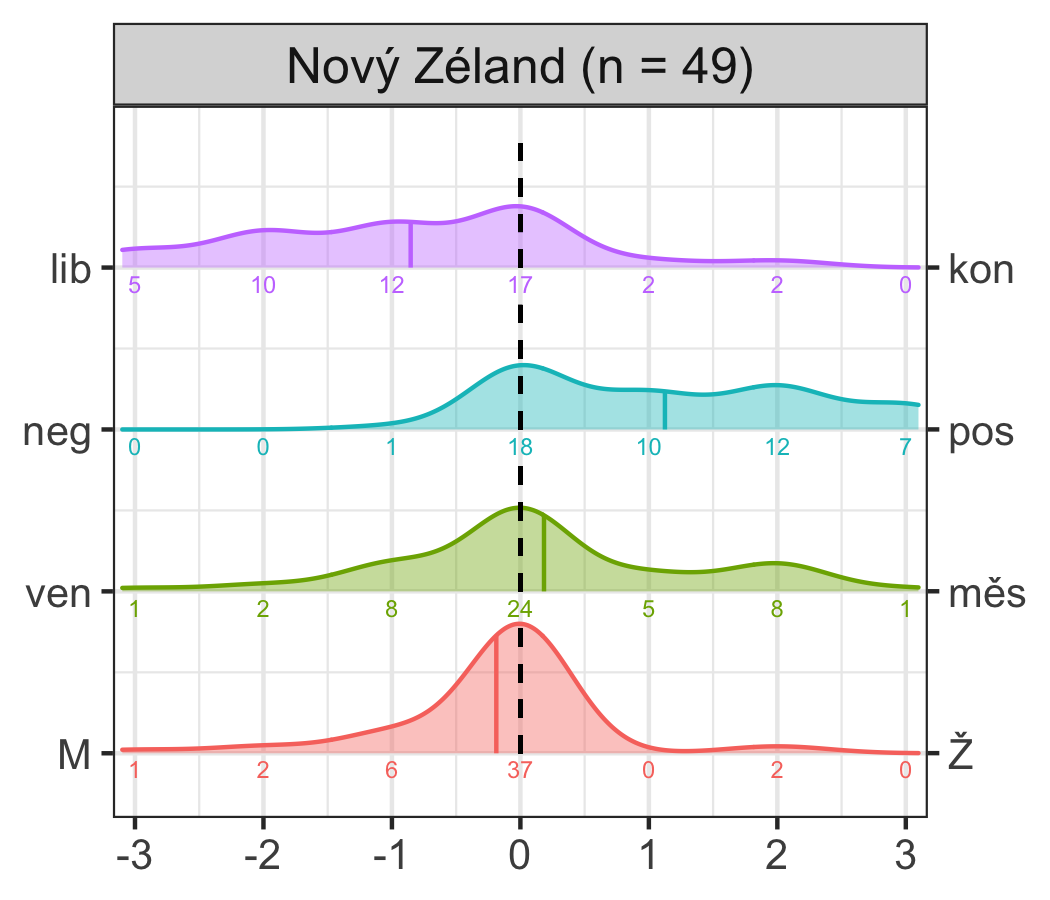 Nový Zéland (n = 49)
lib kon
5 10 12 17 2 2 0
neg pos
0 0 1 18 10 12 7
ven měs
1 2 8 24 5 8 1
M Ž
1 2 6 37 0 2 0
-3 -2 -1 0 1 2 3